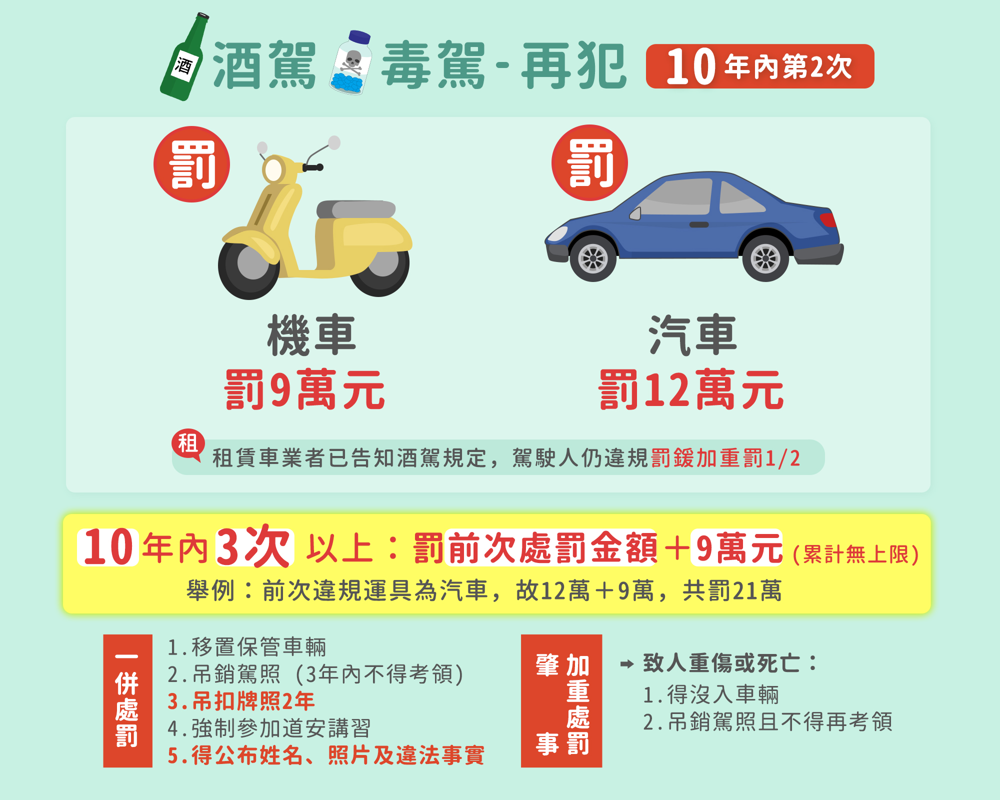 酒
酒駕 毒駕-再犯 10年內第2次
罰
罰
機車
罰9萬元
汽車
罰12萬元
租
租賃車業者已告知酒駕規定，駕駛人仍違規罰鍰加重罰1/2
10年內3次以上：罰前次處罰金額＋9萬元(累計無上限)
舉例：前次違規運具為汽車，故12萬＋9萬，共罰21萬
一併處罰
1.移置保管車輛
2.吊銷駕照（3年內不得考領）
3.吊扣牌照2年
4.強制參加道安講習
5.得公布姓名、照片及違法事實
加重處罰
肇事
致人重傷或死亡：
1.得沒入車輛
2.吊銷駕照且不得再考領